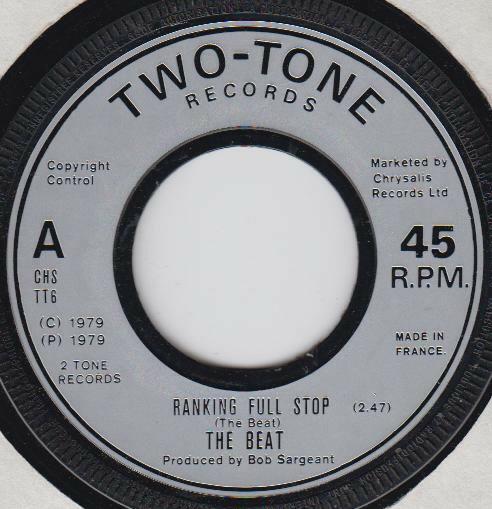 TWO-TONE
RECORDS
Copyright
Control
Marketed by
Chrysalis
Records Ltd
A
45
R.P.M.
CHS
TT6
(C) 1979
(P) 1979
MADE IN
FRANCE.
2 TONE
RECORDS
RANKING FULL STOP (2.47)
(The Beat)
THE BEAT
Produced by Bob Sargeant